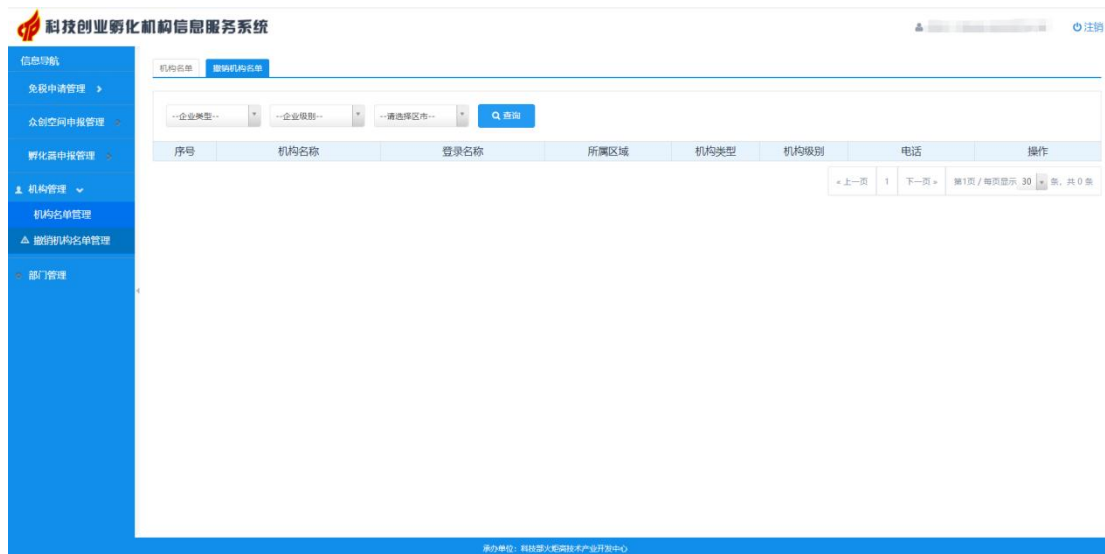 科技创业孵化机构信息服务系统
注销
信息导航
免税申请管理
众创空间申报管理
孵化器申报管理
机构管理
机构名单管理
撤销机构名单管理
部门管理
机构名单 撤销机构名单
--企业类型-- --企业级别-- --请选择区市-- 查询
序号 机构名称 登录名称 所属区域 机构类型 机构级别 电话 操作
« 上一页 1 下一页 » 第1页 / 每页显示 30 条，共 0 条
承办单位：科技部火炬高技术产业开发中心